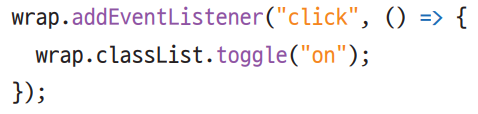 wrap.addEventListener("click", () => {
  wrap.classList.toggle("on");
});